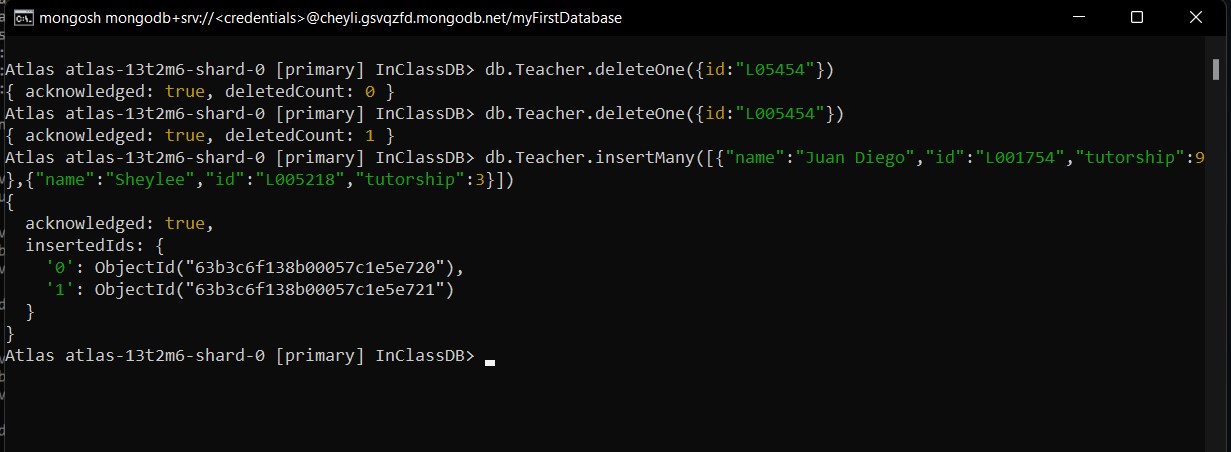 mongosh mongodb+srv://<credentials>@cheyli.gsvqzfd.mongodb.net/myFirstDatabase
Atlas atlas-13t2m6-shard-0 [primary] InClassDB> db.Teacher.deleteOne({id:"L05454"})
{ acknowledged: true, deletedCount: 0 }
Atlas atlas-13t2m6-shard-0 [primary] InClassDB> db.Teacher.deleteOne({id:"L005454"})
{ acknowledged: true, deletedCount: 1 }
Atlas atlas-13t2m6-shard-0 [primary] InClassDB> db.Teacher.insertMany([{"name":"Juan Diego","id":"L001754","tutorship":9
},{"name":"Sheylee","id":"L005218","tutorship":3}])
{
  acknowledged: true,
  insertedIds: {
    '0': ObjectId("63b3c6f138b00057c1e5e720"),
    '1': ObjectId("63b3c6f138b00057c1e5e721")
  }
}
Atlas atlas-13t2m6-shard-0 [primary] InClassDB>